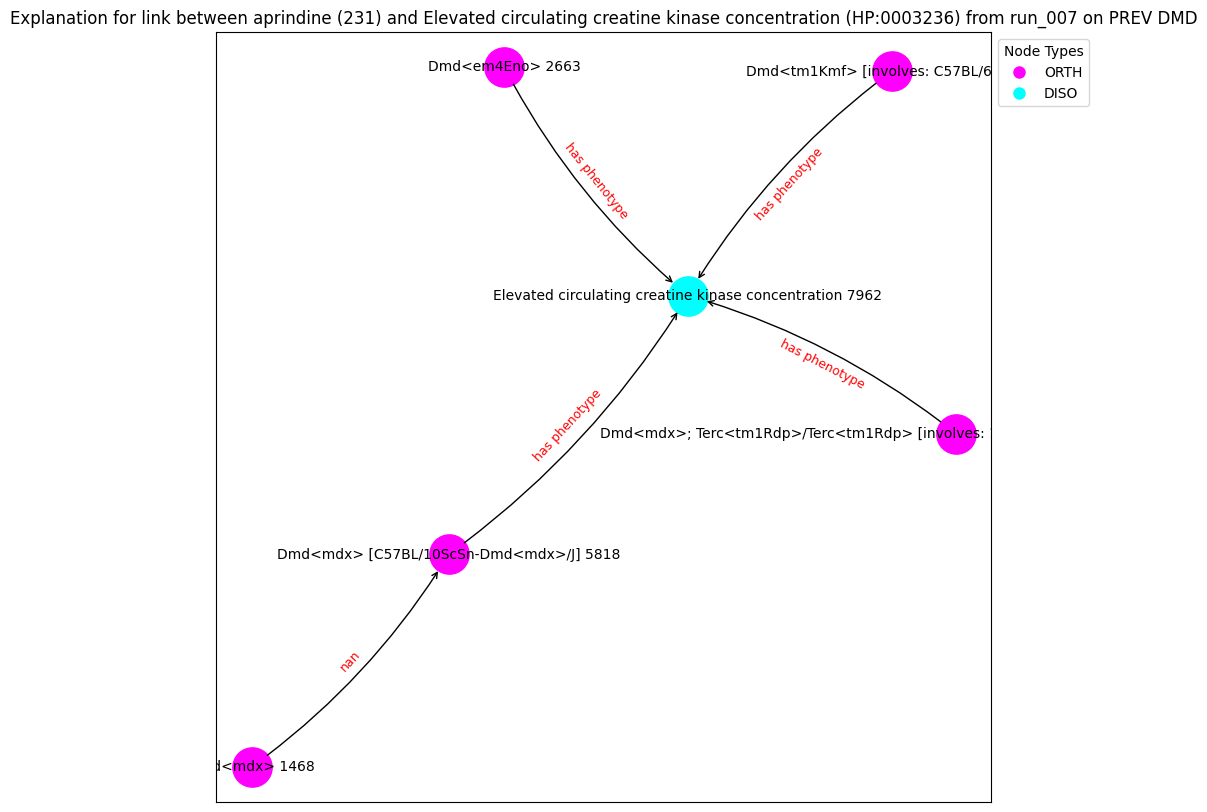 Explanation for link between aprindine (231) and Elevated circulating creatine kinase concentration (HP:0003236) from run_007 on PREV DMD
Node Types
ORTH
DISO
Dmd<em4Eno> 2663
Dmd<tm1Kmf> [involves: C57BL/6
has phenotype
has phenotype
Elevated circulating creatine kinase concentration 7962
has phenotype
has phenotype
Dmd<mdx>; Terc<tm1Rdp>/Terc<tm1Rdp> [involves:
Dmd<mdx> [C57BL/10ScSn-Dmd<mdx>/J] 5818
nan
d<mdx> 1468